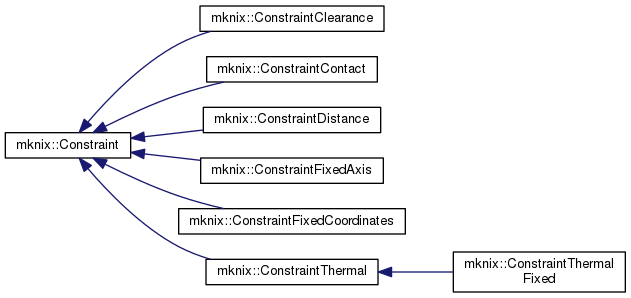 mknix::ConstraintClearance
mknix::ConstraintContact
mknix::ConstraintDistance
mknix::Constraint
mknix::ConstraintFixedAxis
mknix::ConstraintFixedCoordinates
mknix::ConstraintThermal
mknix::ConstraintThermal
Fixed